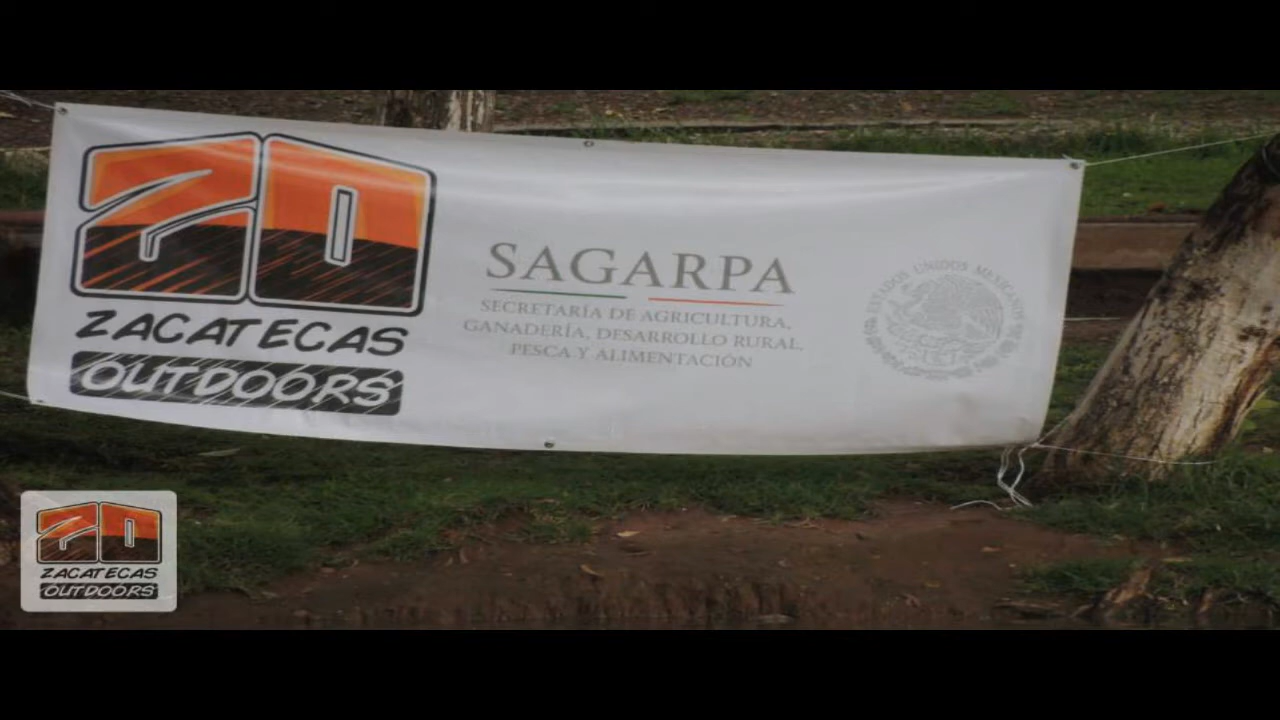 ZO
ZACATECAS
OUTDOORS
SAGARPA
SECRETARÍA DE AGRICULTURA,
GANADERÍA, DESARROLLO RURAL,
PESCA Y ALIMENTACIÓN
ESTADOS UNIDOS MEXICANOS
ZO
ZACATECAS
OUTDOORS